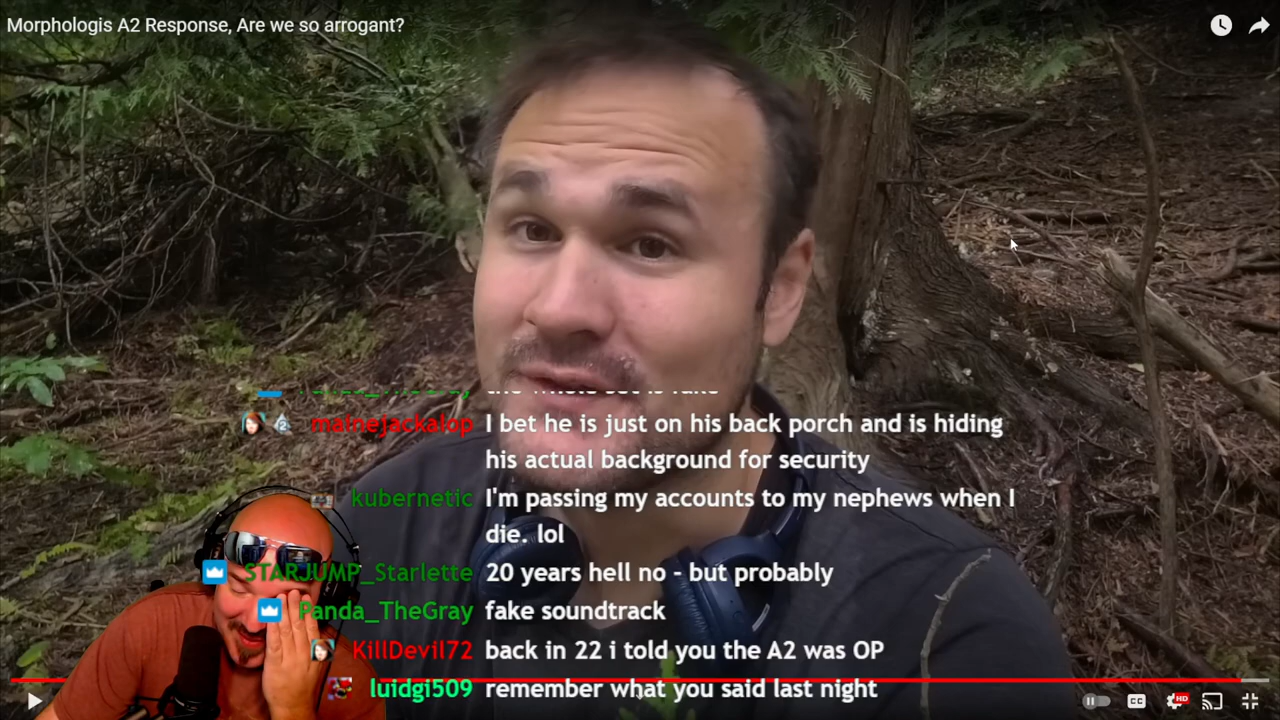 Morphologis A2 Response, Are we so arrogant?
mainejackalop I bet he is just on his back porch and is hiding
his actual background for security
kubernetic I'm passing my accounts to my nephews when I
die. lol
STARJUMP_Starlette 20 years hell no - but probably
Panda_TheGray fake soundtrack
KillDevil72 back in 22 i told you the A2 was OP
luidgi509 remember what you said last night
CC
HD